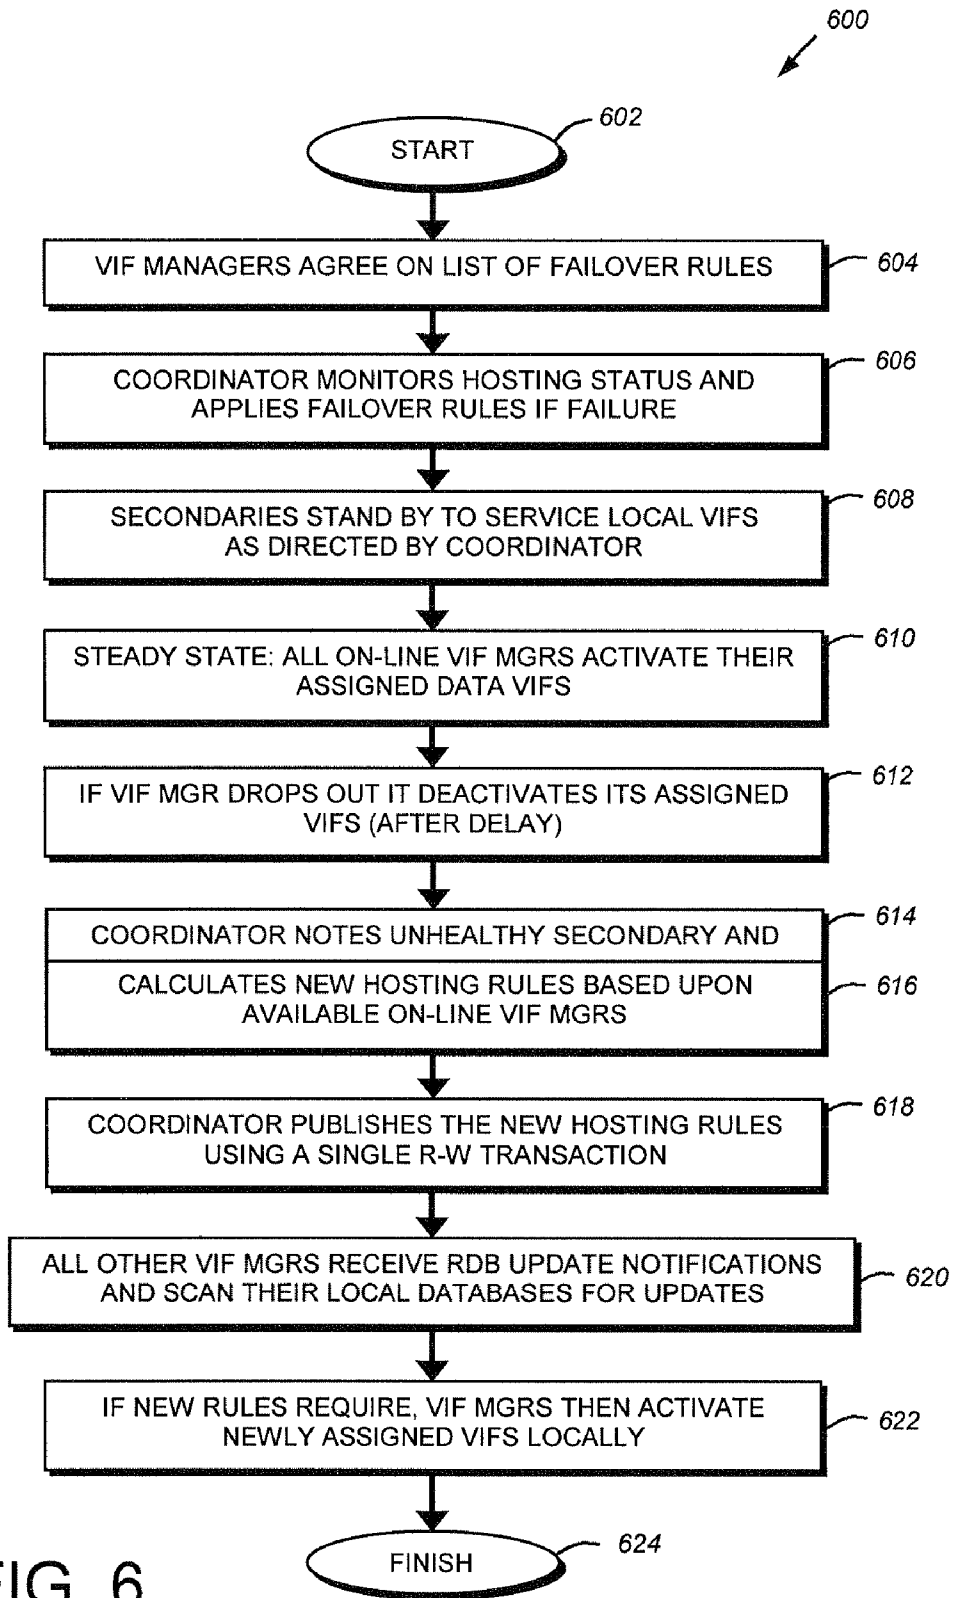 600
START
602
VIF MANAGERS AGREE ON LIST OF FAILOVER RULES
604
COORDINATOR MONITORS HOSTING STATUS AND
APPLIES FAILOVER RULES IF FAILURE
606
SECONDARIES STAND BY TO SERVICE LOCAL VIFS
AS DIRECTED BY COORDINATOR
608
STEADY STATE: ALL ON-LINE VIF MGRS ACTIVATE THEIR
ASSIGNED DATA VIFS
610
IF VIF MGR DROPS OUT IT DEACTIVATES ITS ASSIGNED
VIFS (AFTER DELAY)
612
COORDINATOR NOTES UNHEALTHY SECONDARY AND
614
CALCULATES NEW HOSTING RULES BASED UPON
AVAILABLE ON-LINE VIF MGRS
616
COORDINATOR PUBLISHES THE NEW HOSTING RULES
USING A SINGLE R-W TRANSACTION
618
ALL OTHER VIF MGRS RECEIVE RDB UPDATE NOTIFICATIONS
AND SCAN THEIR LOCAL DATABASES FOR UPDATES
620
IF NEW RULES REQUIRE, VIF MGRS THEN ACTIVATE
NEWLY ASSIGNED VIFS LOCALLY
622
FINISH
624
FIG. 6